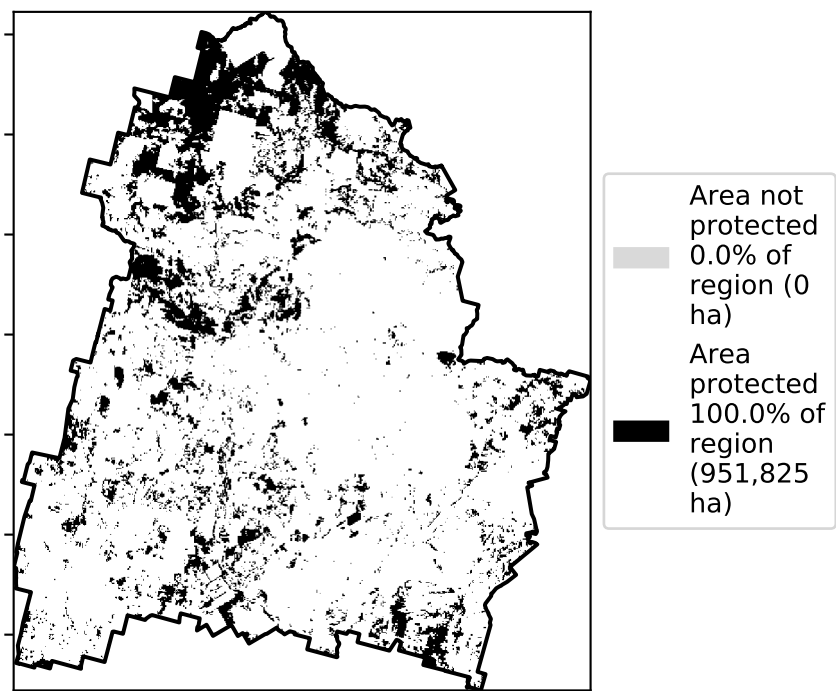 Area not
protected
0.0% of
region (0
ha)
Area
protected
100.0% of
region
(951,825
ha)